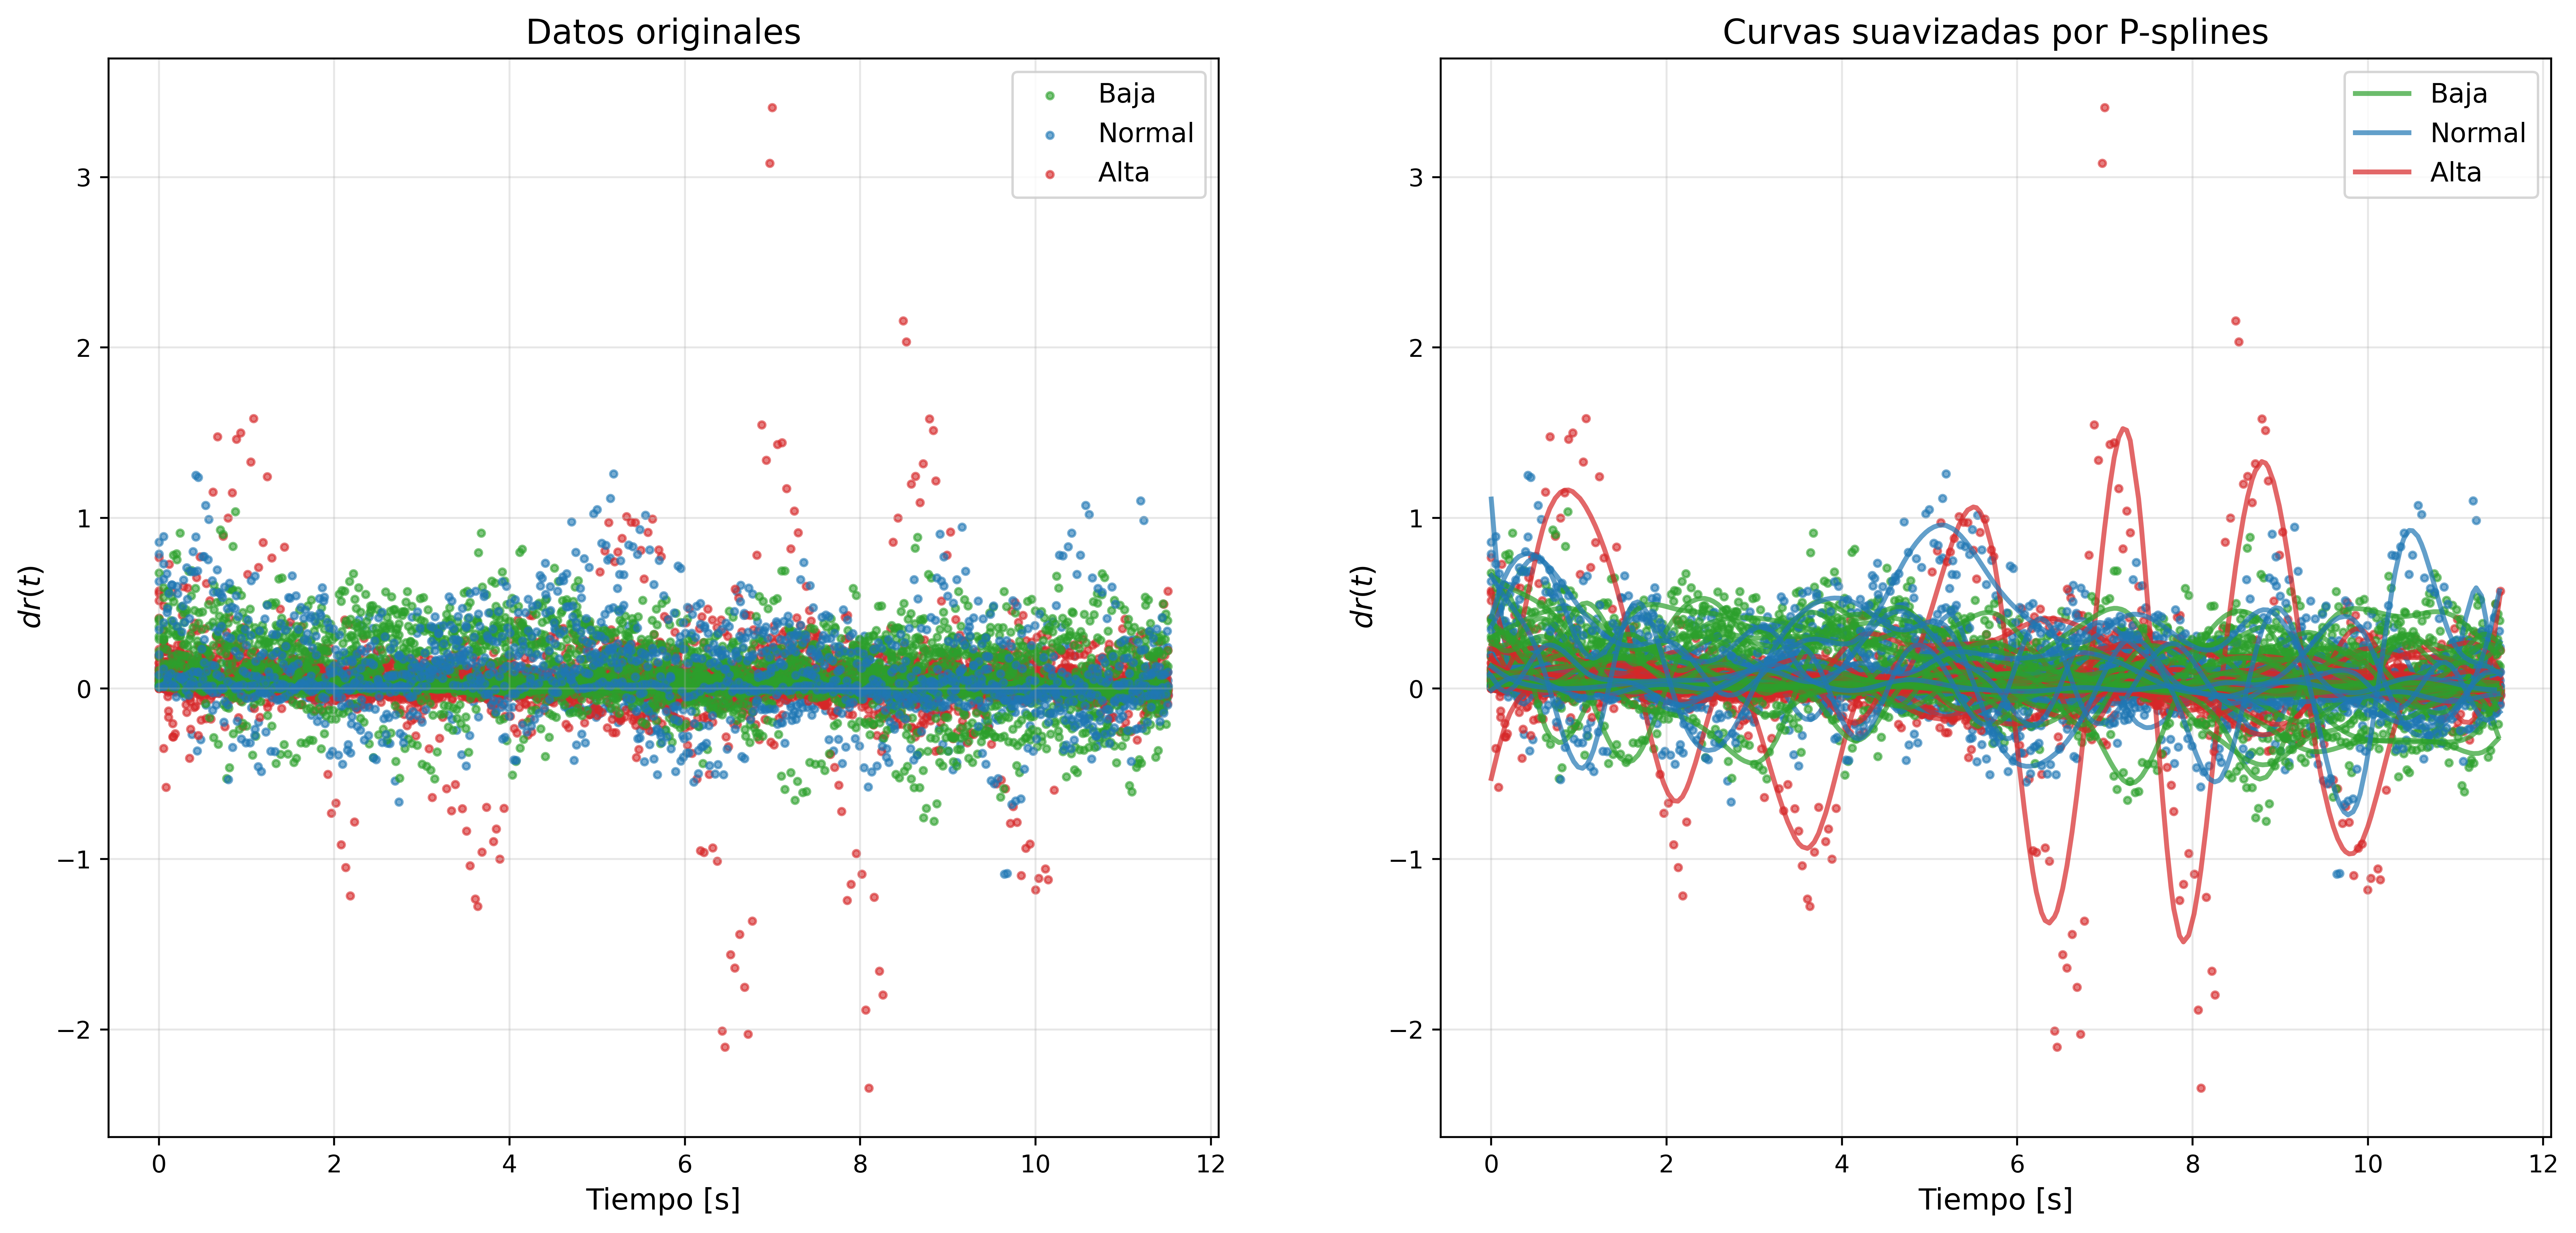 Datos originales
Baja
Normal
Alta
3
2
1
0
−1
−2
dr(t)
0 2 4 6 8 10 12
Tiempo [s]
Curvas suavizadas por P-splines
Baja
Normal
Alta
3
2
1
0
−1
−2
dr(t)
0 2 4 6 8 10 12
Tiempo [s]